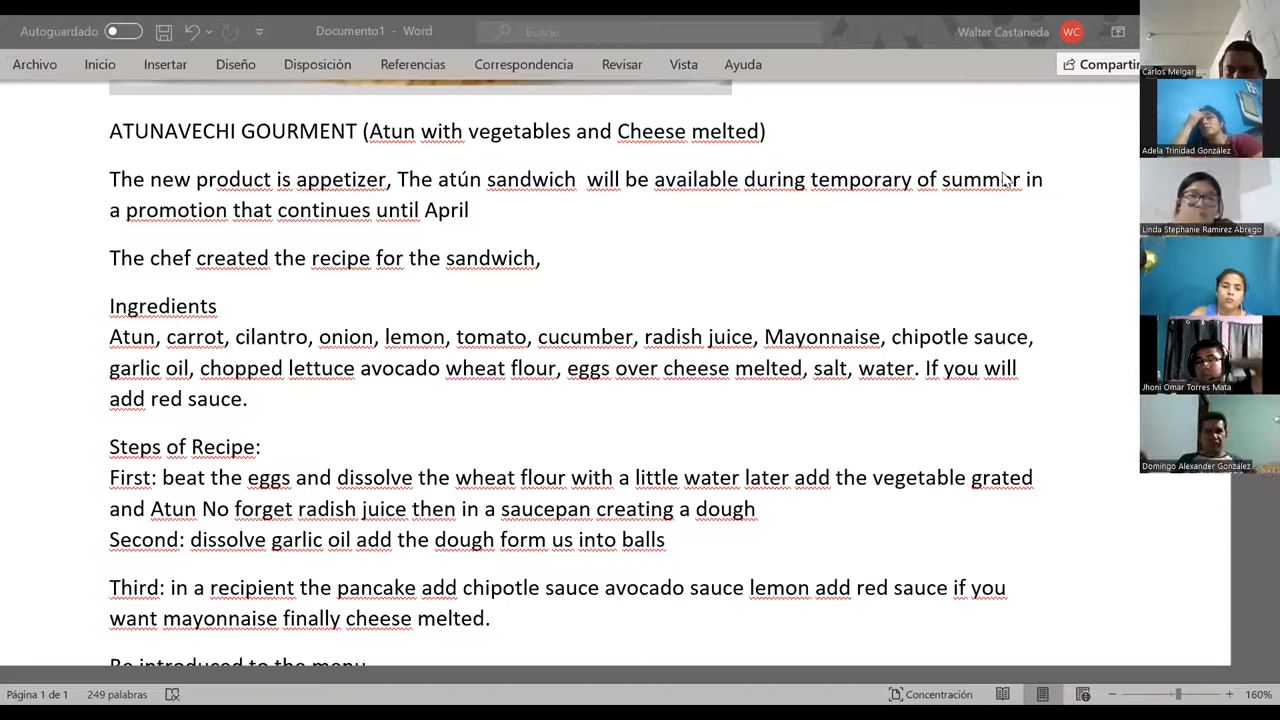 Autoguardado
Documento1 - Word
Buscar
Walter Castaneda
WC
Archivo Inicio Insertar Diseño Disposición Referencias Correspondencia Revisar Vista Ayuda
Compartir
ATUNAVECHI GOURMENT (Atun with vegetables and Cheese melted)
The new product is appetizer, The atún sandwich will be available during temporary of summer in
a promotion that continues until April
The chef created the recipe for the sandwich,
Ingredients
Atun, carrot, cilantro, onion, lemon, tomato, cucumber, radish juice, Mayonnaise, chipotle sauce,
garlic oil, chopped lettuce avocado wheat flour, eggs over cheese melted, salt, water. If you will
add red sauce.
Steps of Recipe:
First: beat the eggs and dissolve the wheat flour with a little water later add the vegetable grated
and Atun No forget radish juice then in a saucepan creating a dough
Second: dissolve garlic oil add the dough form us into balls
Third: in a recipient the pancake add chipotle sauce avocado sauce lemon add red sauce if you
want mayonnaise finally cheese melted.
Be introduced to the menu
Página 1 de 1 249 palabras
Concentración
160%
Carlos Melgar
Adela Trinidad González
Linda Stephanie Ramirez Abrego
Jhoni Omar Torres Mata
Domingo Alexander González